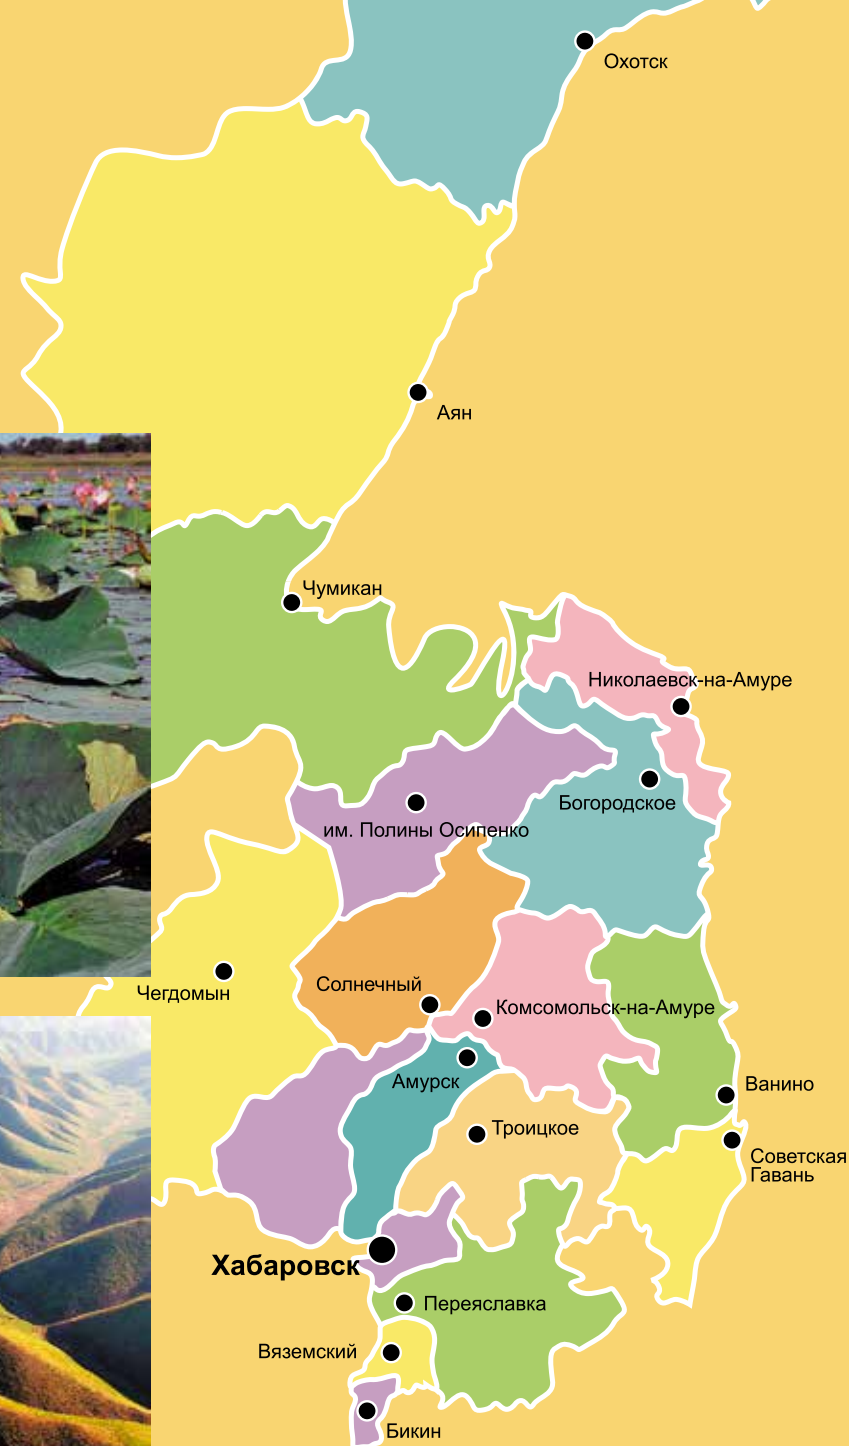 Охотск
Аян
Чумикан
Николаевск-на-Амуре
Богородское
им. Полины Осипенко
Солнечный
Чегдомын
Комсомольск-на-Амуре
Амурск
Ванино
Троицкое
Советская
Гавань
Хабаровск
Переяславка
Вяземский
Бикин